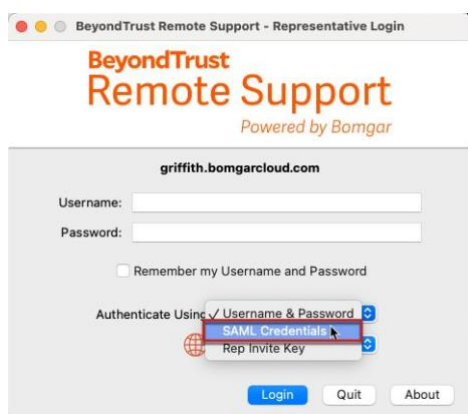 BeyondTrust Remote Support - Representative Login
BeyondTrust
Remote Support
Powered by Bomgar
griffith.bomgarcloud.com
Username:
Password:
Remember my Username and Password
Authenticate Using ✓ Username & Password
SAML Credentials
Rep Invite Key
Login Quit About